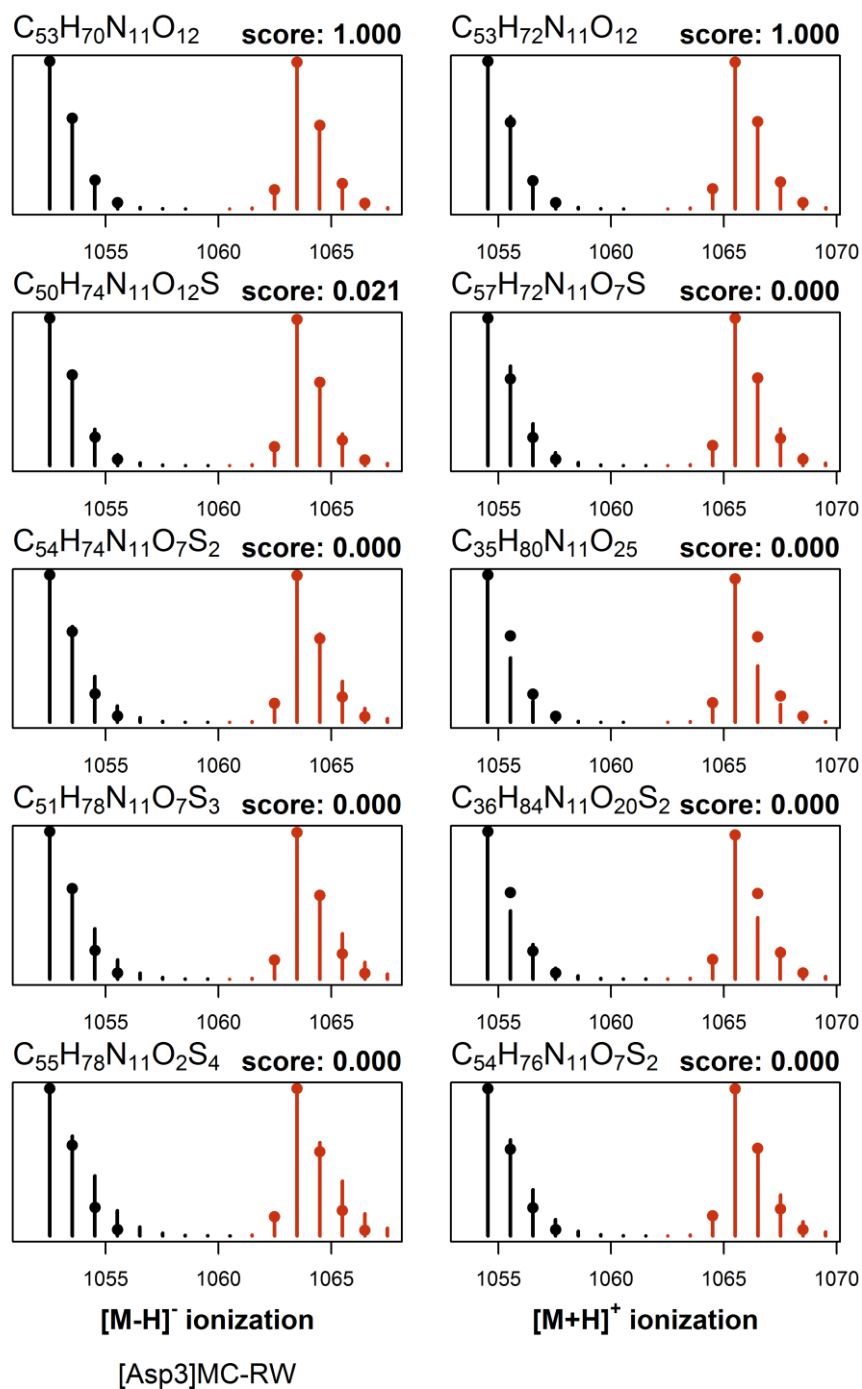 C₅₃H₇₀N₁₁O₁₂ score: 1.000 C₅₃H₇₂N₁₁O₁₂ score: 1.000
1055 1060 1065 1055 1060 1065 1070
C₅₀H₇₄N₁₁O₁₂S score: 0.021 C₅₇H₇₂N₁₁O₇S score: 0.000
1055 1060 1065 1055 1060 1065 1070
C₅₄H₇₄N₁₁O₇S₂ score: 0.000 C₃₅H₈₀N₁₁O₂₅ score: 0.000
1055 1060 1065 1055 1060 1065 1070
C₅₁H₇₈N₁₁O₇S₃ score: 0.000 C₃₆H₈₄N₁₁O₂₀S₂ score: 0.000
1055 1060 1065 1055 1060 1065 1070
C₅₅H₇₈N₁₁O₂S₄ score: 0.000 C₅₄H₇₆N₁₁O₇S₂ score: 0.000
1055 1060 1065 1055 1060 1065 1070
[M-H]⁻ ionization [M+H]⁺ ionization
[Asp3]MC-RW